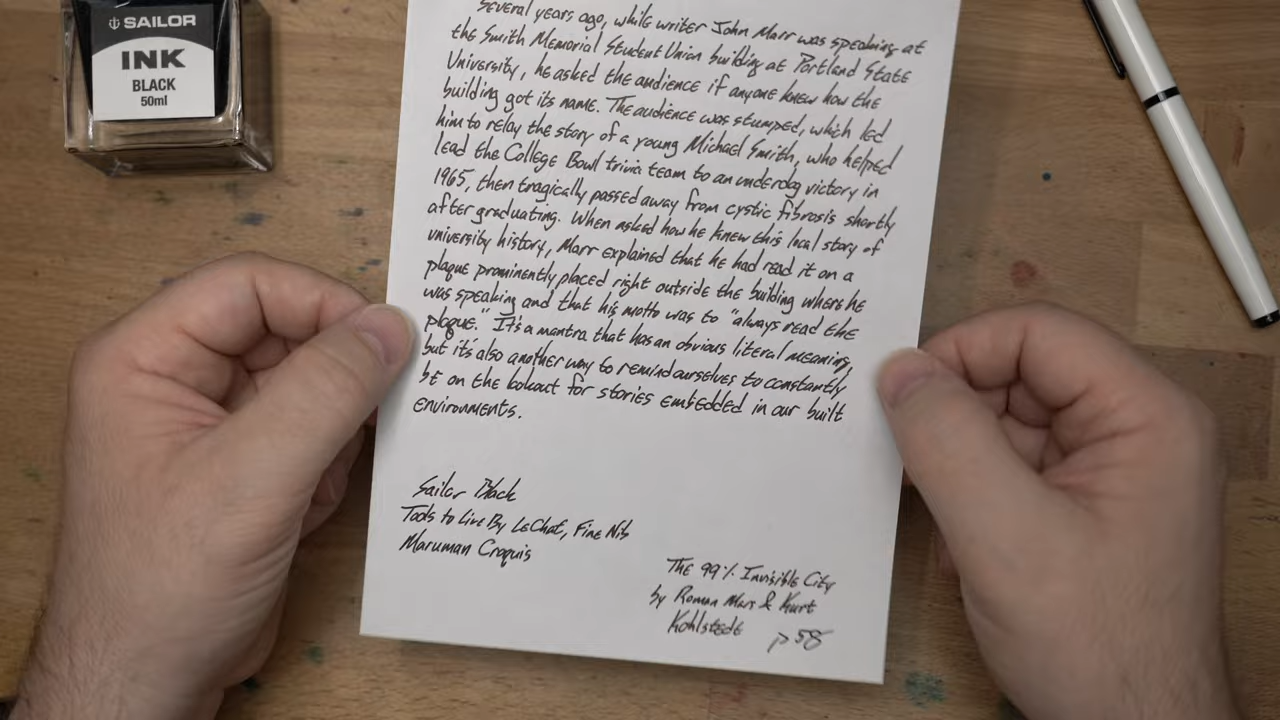 SAILOR
INK
BLACK
50ml
Several years ago, while writer John Marr was speaking at
the Smith Memorial Student Union building at Portland State
University, he asked the audience if anyone knew how the
building got its name. The audience was stumped, which led
him to relay the story of a young Michael Smith, who helped
lead the College Bowl trivia team to an underdog victory in
1965, then tragically passed away from cystic fibrosis shortly
after graduating. When asked how he knew this local story of
university history, Marr explained that he had read it on a
plaque prominently placed right outside the building where he
was speaking and that his motto was to "always read the
plaque." It's a mantra that has an obvious literal meaning,
but it's also another way to remind ourselves to constantly
be on the lookout for stories embedded in our built
environments.
Sailor Black
Tools to Live By LeChat, Fine Nib
Maruman Croquis
The 99% Invisible City
by Roman Mars & Kurt
Kohlstedt p 58